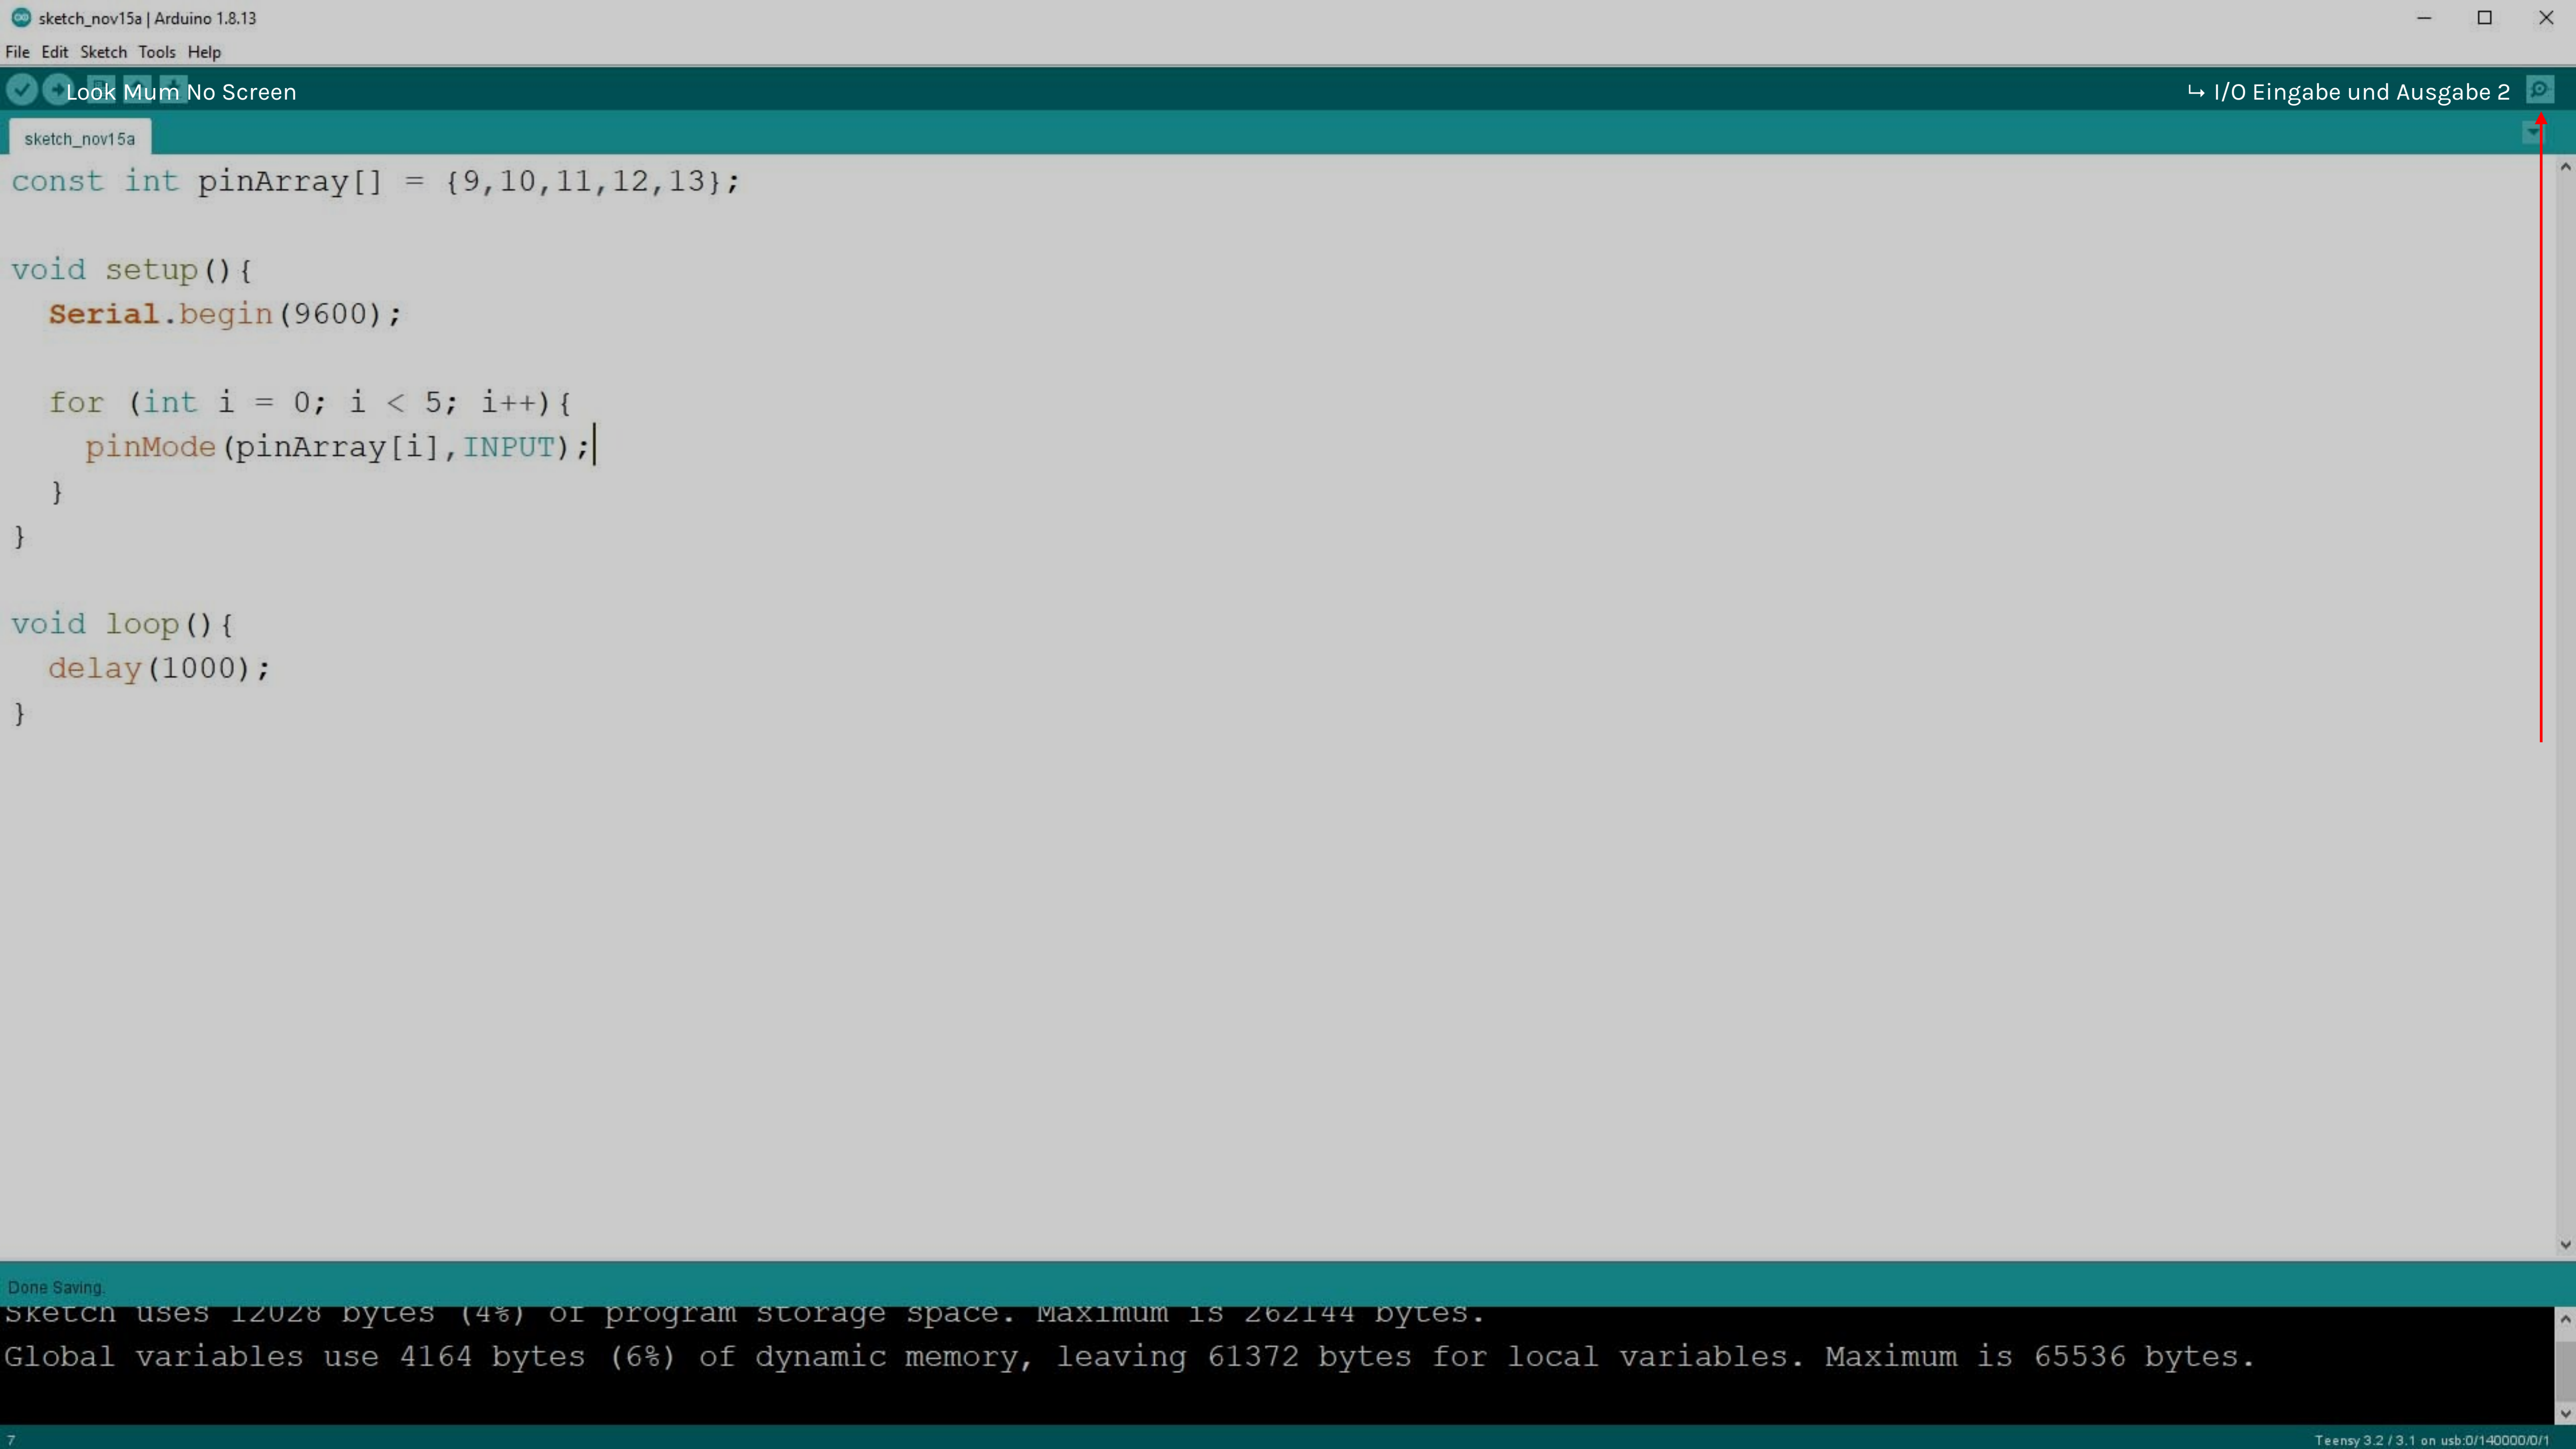 sketch_nov15a | Arduino 1.8.13
File Edit Sketch Tools Help
Look Mum No Screen
↳ I/O Eingabe und Ausgabe 2
sketch_nov15a
const int pinArray[] = {9,10,11,12,13};
void setup(){
Serial.begin(9600);
for (int i = 0; i < 5; i++){
pinMode(pinArray[i],INPUT);
}
}
void loop(){
delay(1000);
}
Done Saving.
Sketch uses 12028 bytes (4%) of program storage space. Maximum is 262144 bytes.
Global variables use 4164 bytes (6%) of dynamic memory, leaving 61372 bytes for local variables. Maximum is 65536 bytes.
7
Teensy 3.2 / 3.1 on usb:0/140000/0/1